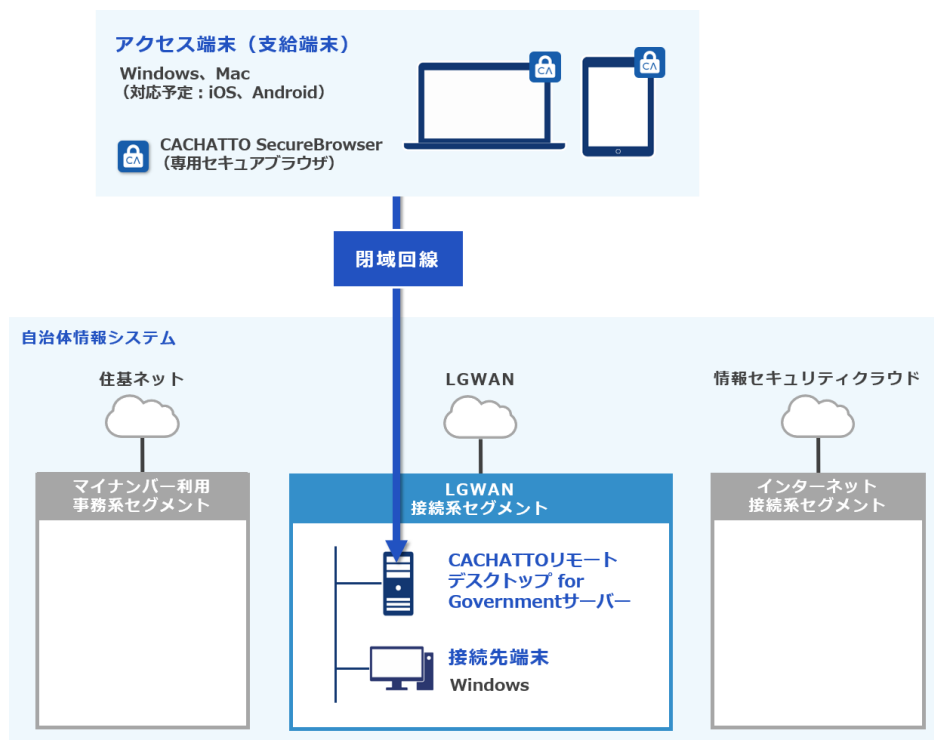 アクセス端末（支給端末）
Windows、Mac
（対応予定：iOS、Android）
CACHATTO SecureBrowser
（専用セキュアブラウザ）
CA
CA
CA
閉域回線
自治体情報システム
住基ネット
LGWAN
情報セキュリティクラウド
マイナンバー利用
事務系セグメント
LGWAN
接続系セグメント
インターネット
接続系セグメント
CACHATTOリモート
デスクトップ for
Governmentサーバー
接続先端末
Windows